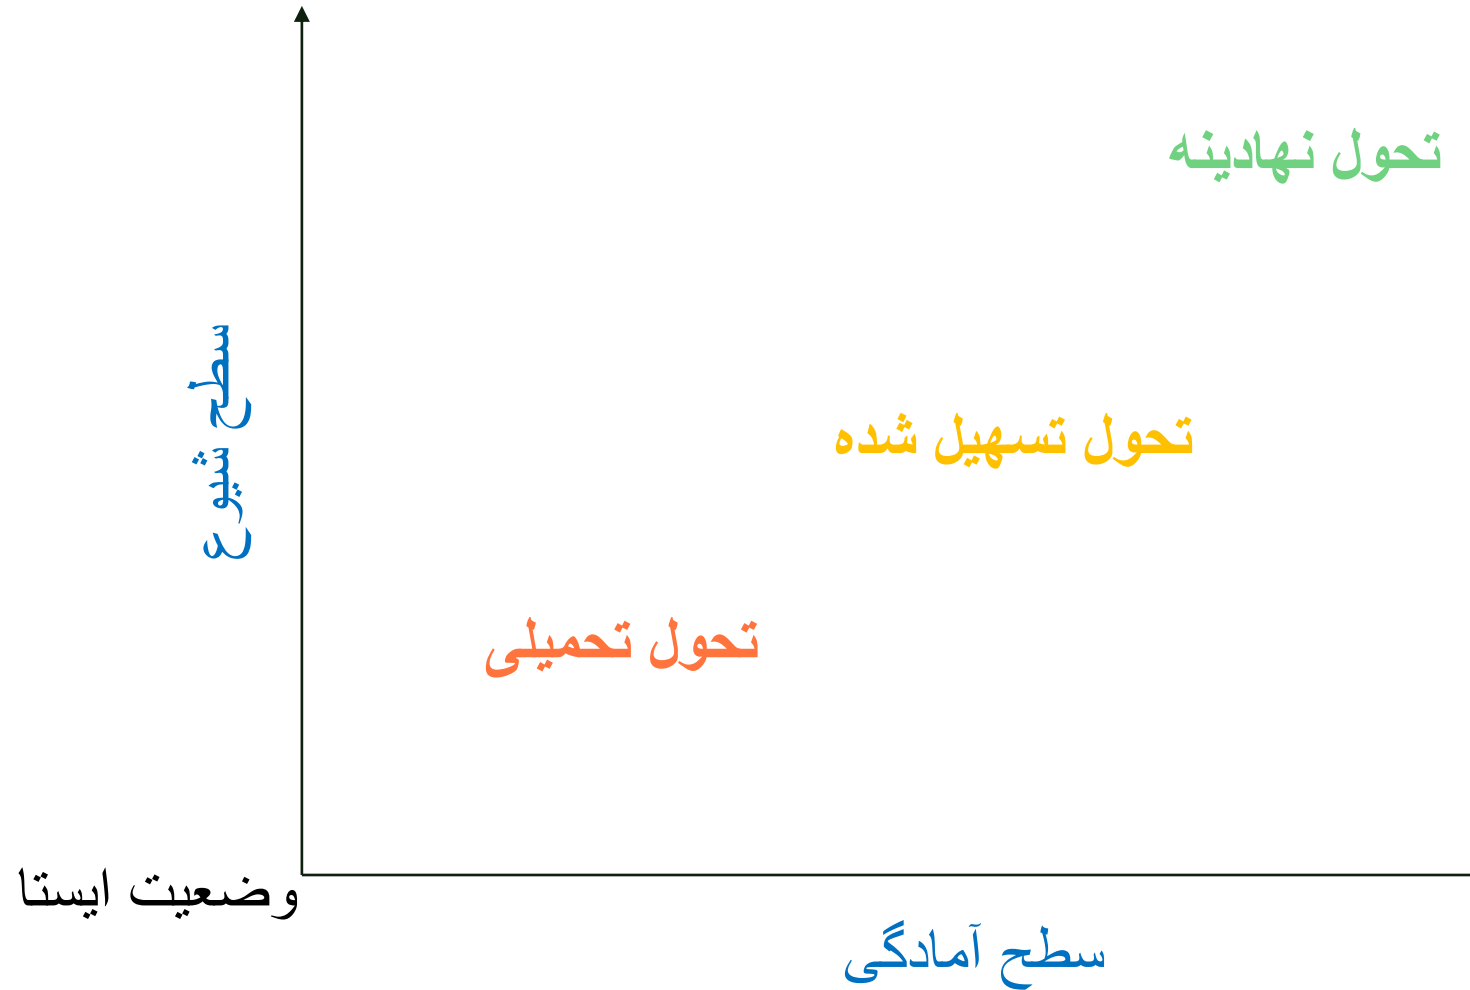 تحول نهادینه
تحول تسهیل شده
سطح شیوع
تحول تحمیلی
وضعیت ایستا
سطح آمادگی